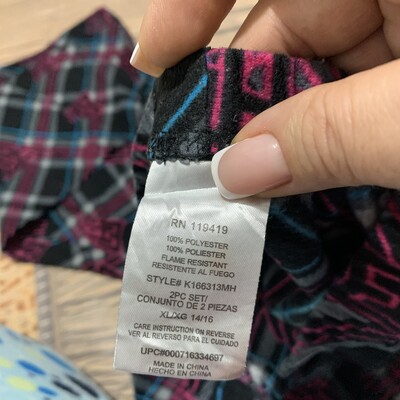 RN 119419
100% POLYESTER
100% POLIESTER
FLAME RESISTANT
RESISTENTE AL FUEGO
STYLE# K166313MH
2PC SET/
CONJUNTO DE 2 PIEZAS
XL/XG 14/16
CARE INSTRUCTION ON REVERSE
VER AL REVERSO PARA EL CUIDADO
UPC#000716334697
MADE IN CHINA
HECHO EN CHINA